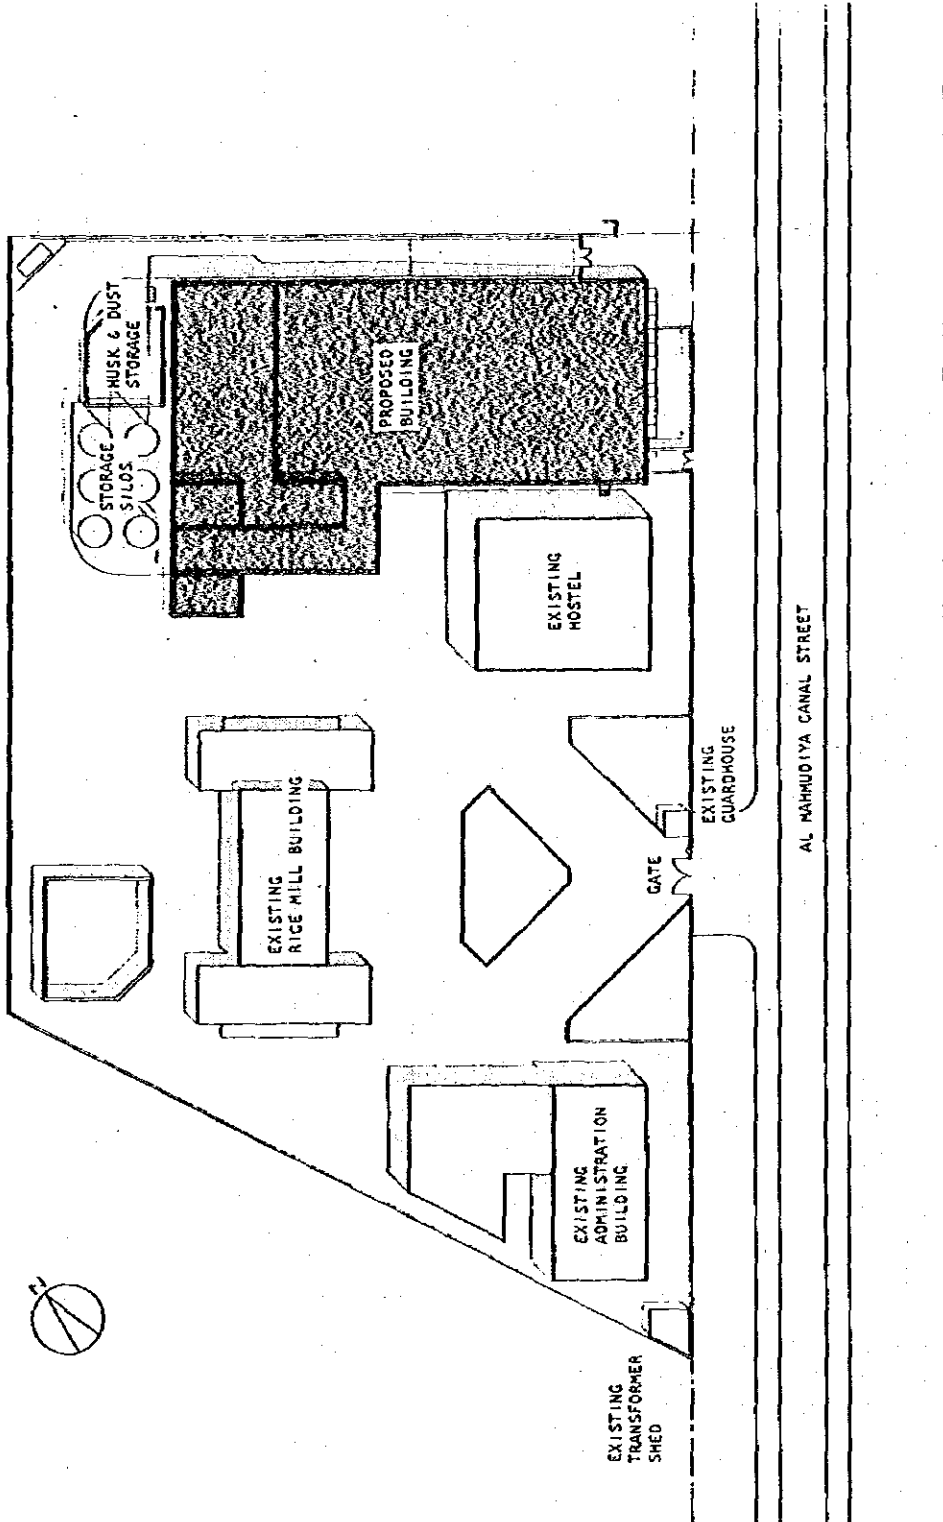 N
HUSK & DUST
STORAGE
STORAGE
SILOS
PROPOSED
BUILDING
EXISTING
HOSTEL
EXISTING
RICE MILL BUILDING
EXISTING
GUARDHOUSE
GATE
AL MAHMUDIYA CANAL STREET
EXISTING
ADMINISTRATION
BUILDING
EXISTING
TRANSFORMER
SHED